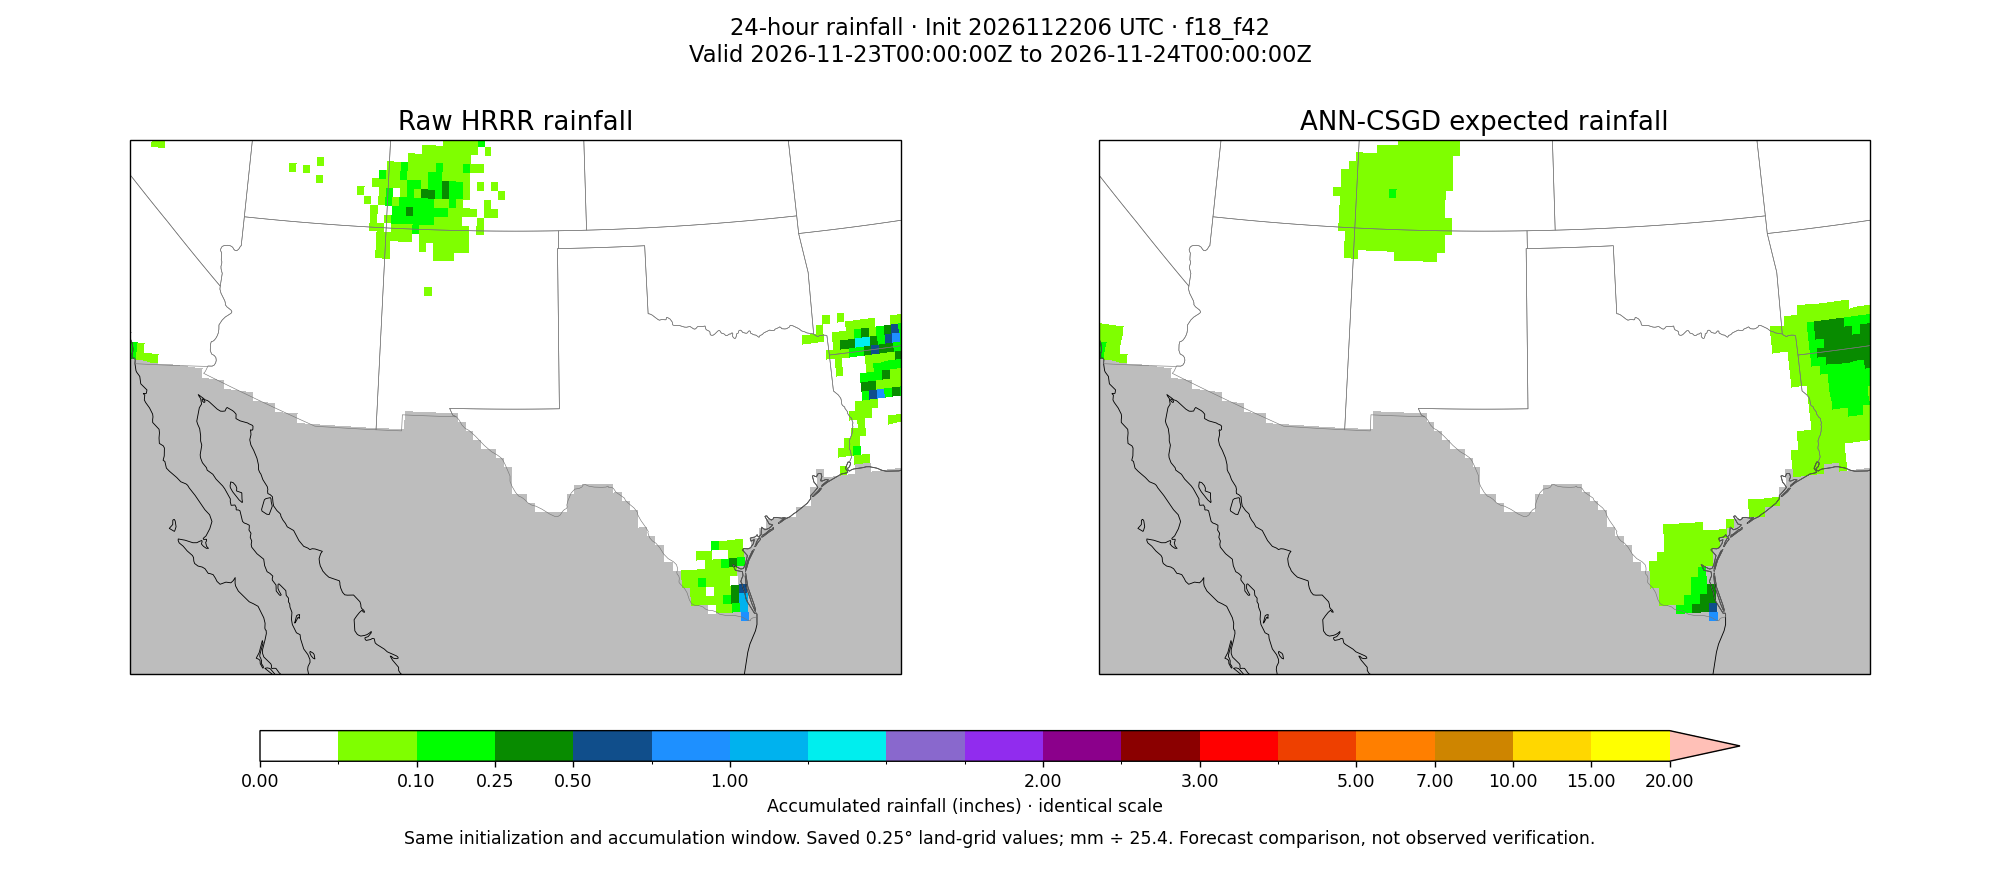 24-hour rainfall · Init 2026112206 UTC · f18_f42
Valid 2026-11-23T00:00:00Z to 2026-11-24T00:00:00Z
Raw HRRR rainfall
ANN-CSGD expected rainfall
0.00 0.10 0.25 0.50 1.00 2.00 3.00 5.00 7.00 10.00 15.00 20.00
Accumulated rainfall (inches) · identical scale
Same initialization and accumulation window. Saved 0.25° land-grid values; mm ÷ 25.4. Forecast comparison, not observed verification.